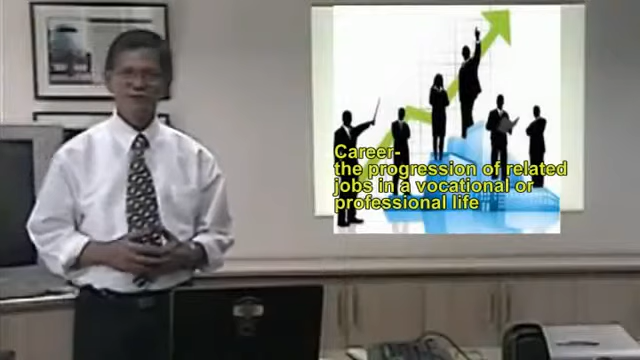 Career-
the progression of related
jobs in a vocational or
professional life